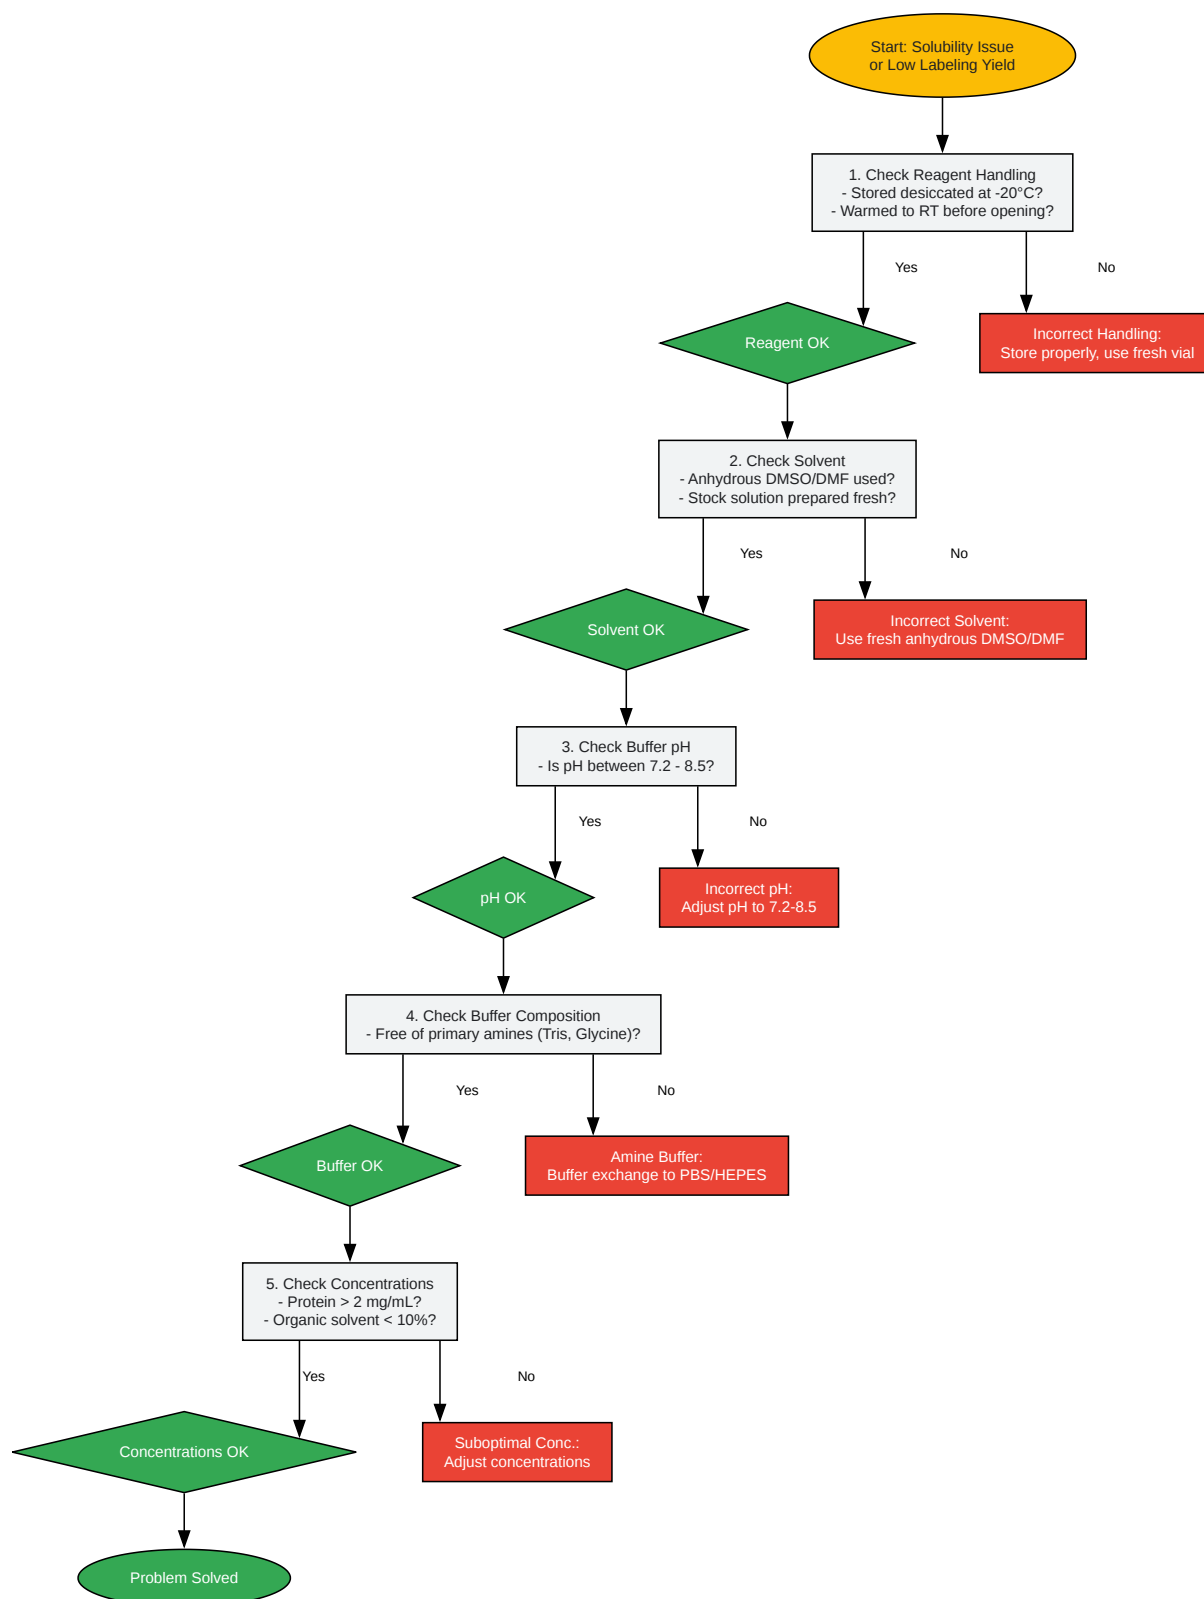 Start: Solubility Issue
or Low Labeling Yield
1. Check Reagent Handling
- Stored desiccated at -20°C?
- Warmed to RT before opening?
Yes
No
Reagent OK
Incorrect Handling:
Store properly, use fresh vial
2. Check Solvent
- Anhydrous DMSO/DMF used?
- Stock solution prepared fresh?
Yes
No
Solvent OK
Incorrect Solvent:
Use fresh anhydrous DMSO/DMF
3. Check Buffer pH
- Is pH between 7.2 - 8.5?
Yes
No
pH OK
Incorrect pH:
Adjust pH to 7.2-8.5
4. Check Buffer Composition
- Free of primary amines (Tris, Glycine)?
Yes
No
Buffer OK
Amine Buffer:
Buffer exchange to PBS/HEPES
5. Check Concentrations
- Protein > 2 mg/mL?
- Organic solvent < 10%?
Yes
No
Concentrations OK
Suboptimal Conc.:
Adjust concentrations
Problem Solved